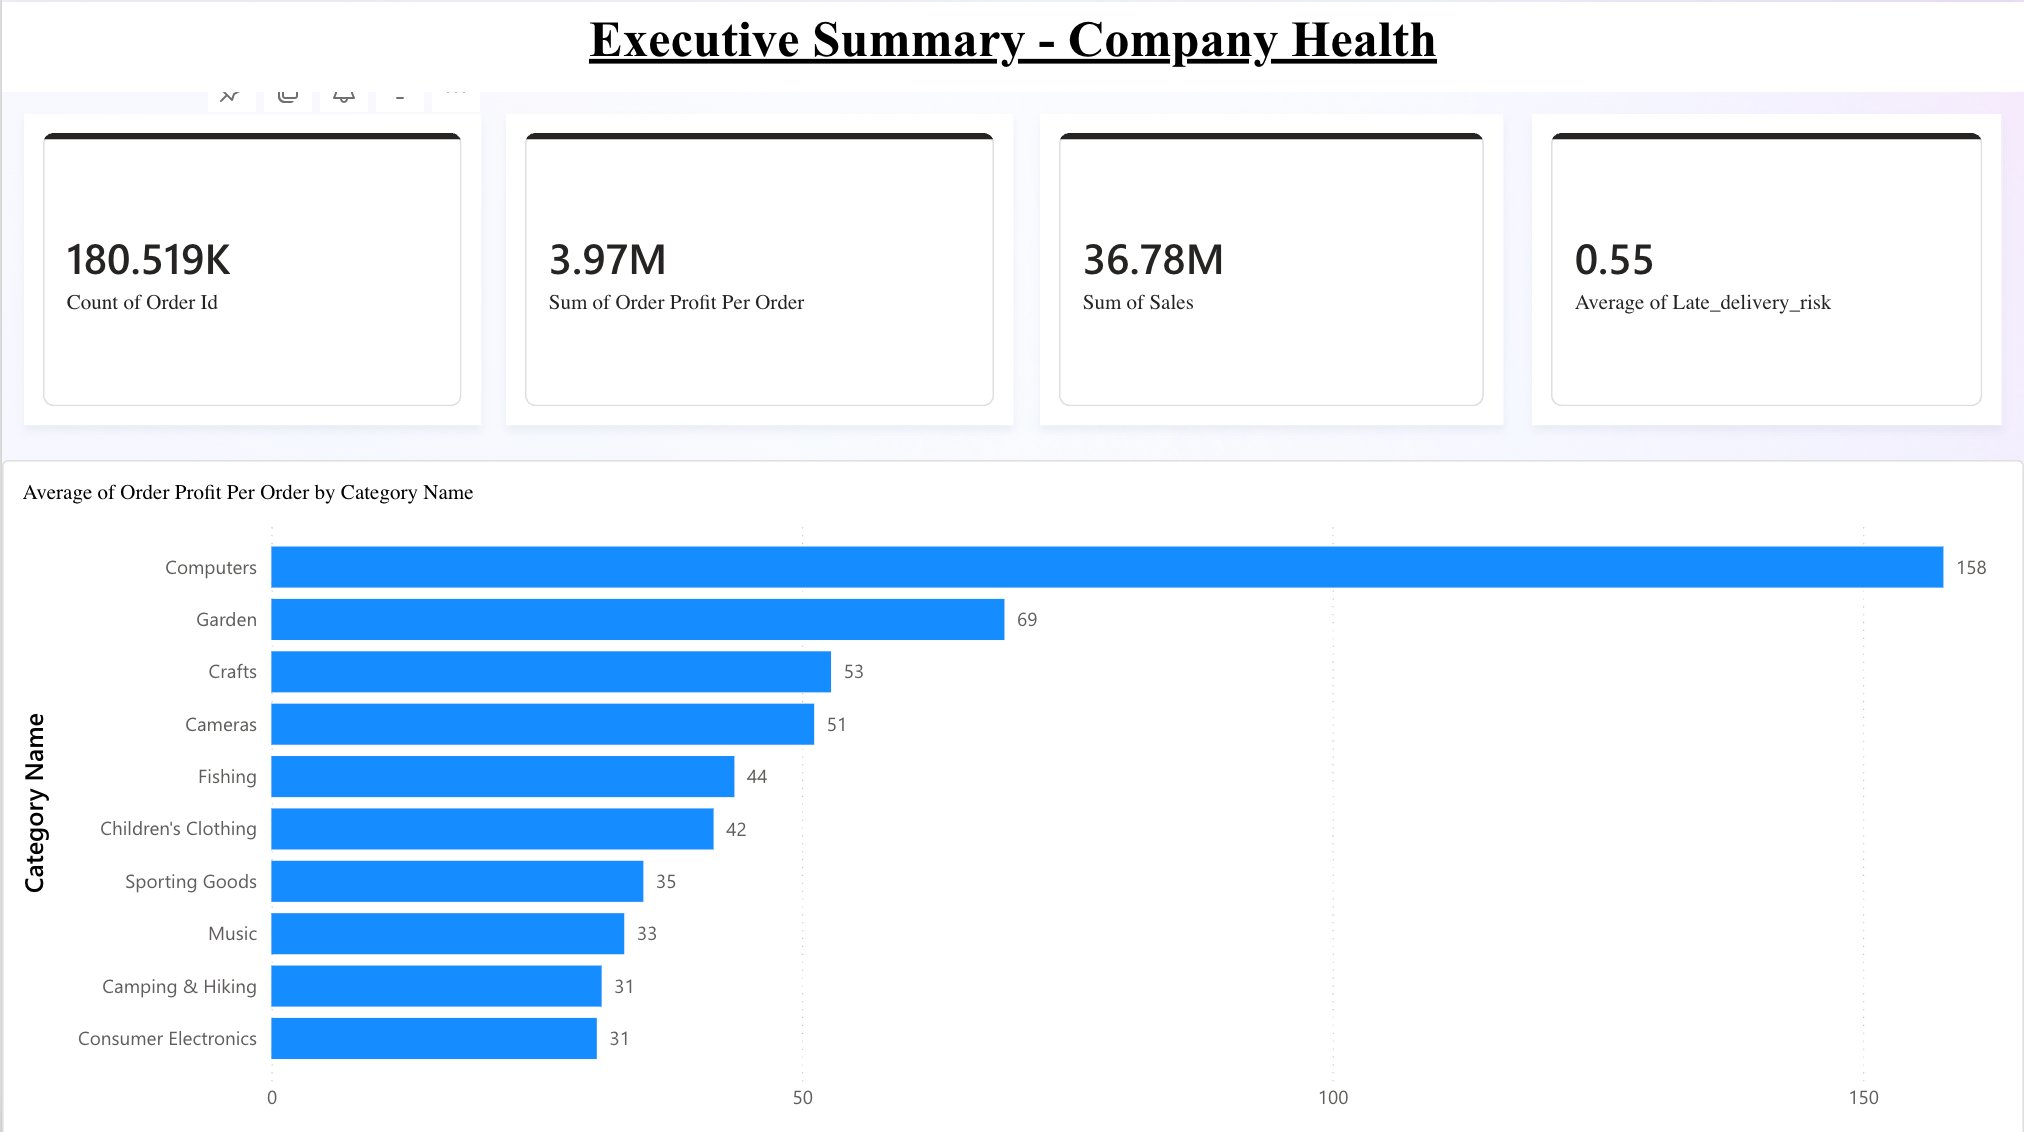 Executive Summary - Company Health
180.519K
Count of Order Id
3.97M
Sum of Order Profit Per Order
36.78M
Sum of Sales
0.55
Average of Late_delivery_risk
Average of Order Profit Per Order by Category Name
Category Name
Computers 158
Garden 69
Crafts 53
Cameras 51
Fishing 44
Children's Clothing 42
Sporting Goods 35
Music 33
Camping & Hiking 31
Consumer Electronics 31
0 50 100 150